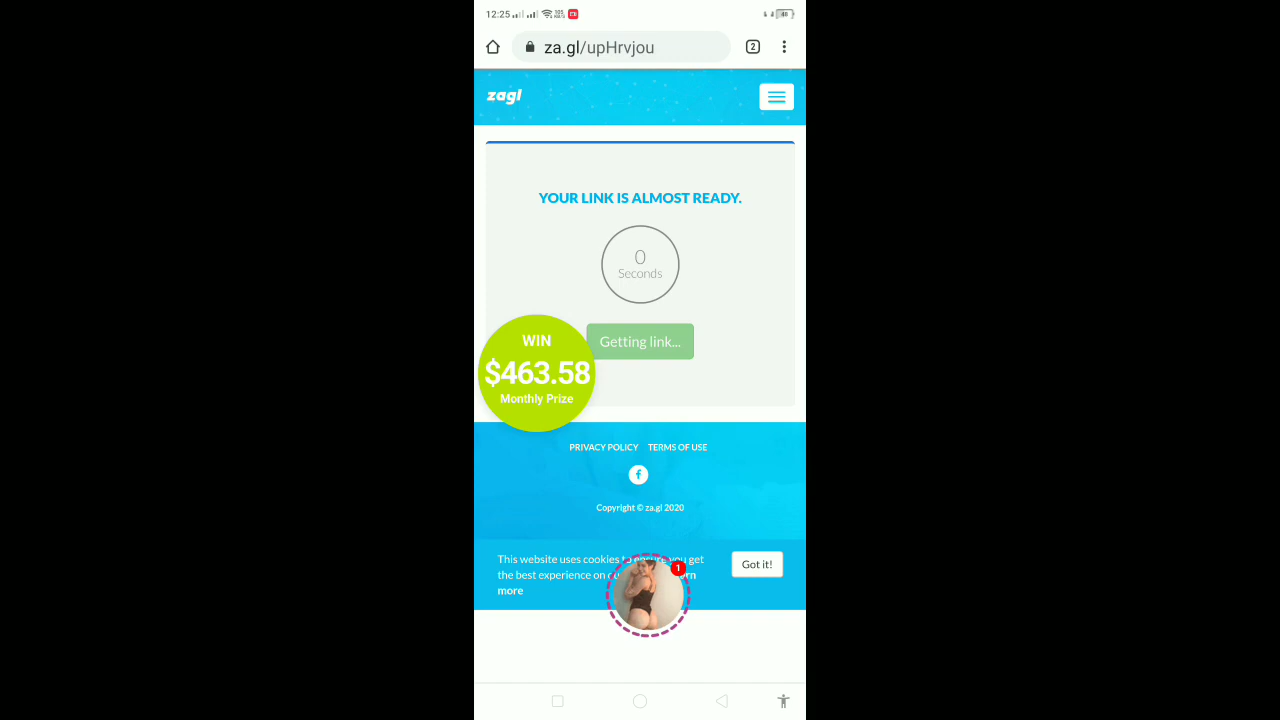 12:25
za.gl/upHrvjou
2
zagl
YOUR LINK IS ALMOST READY.
0
Seconds
Getting link...
WIN
$463.58
Monthly Prize
PRIVACY POLICY TERMS OF USE
f
Copyright © za.gl 2020
This website uses cookies to ensure you get
the best experience on
more
Got it!
1